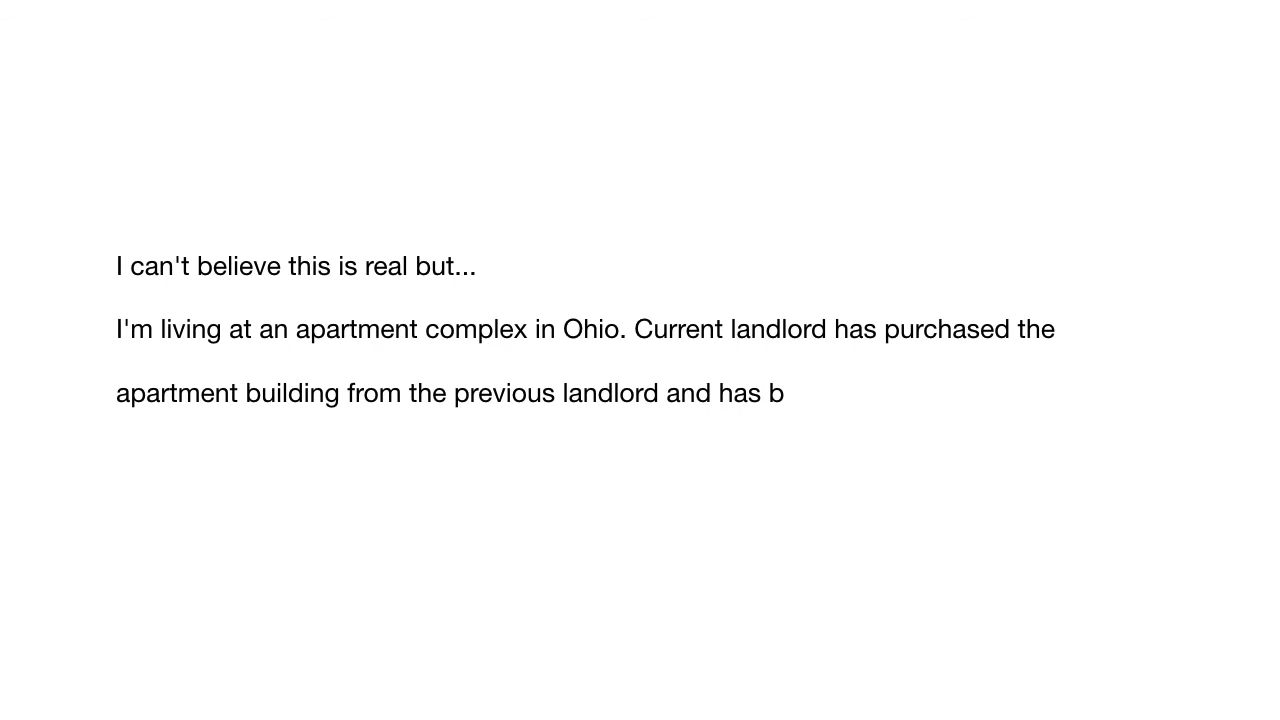 I can't believe this is real but...
I'm living at an apartment complex in Ohio. Current landlord has purchased the
apartment building from the previous landlord and has b